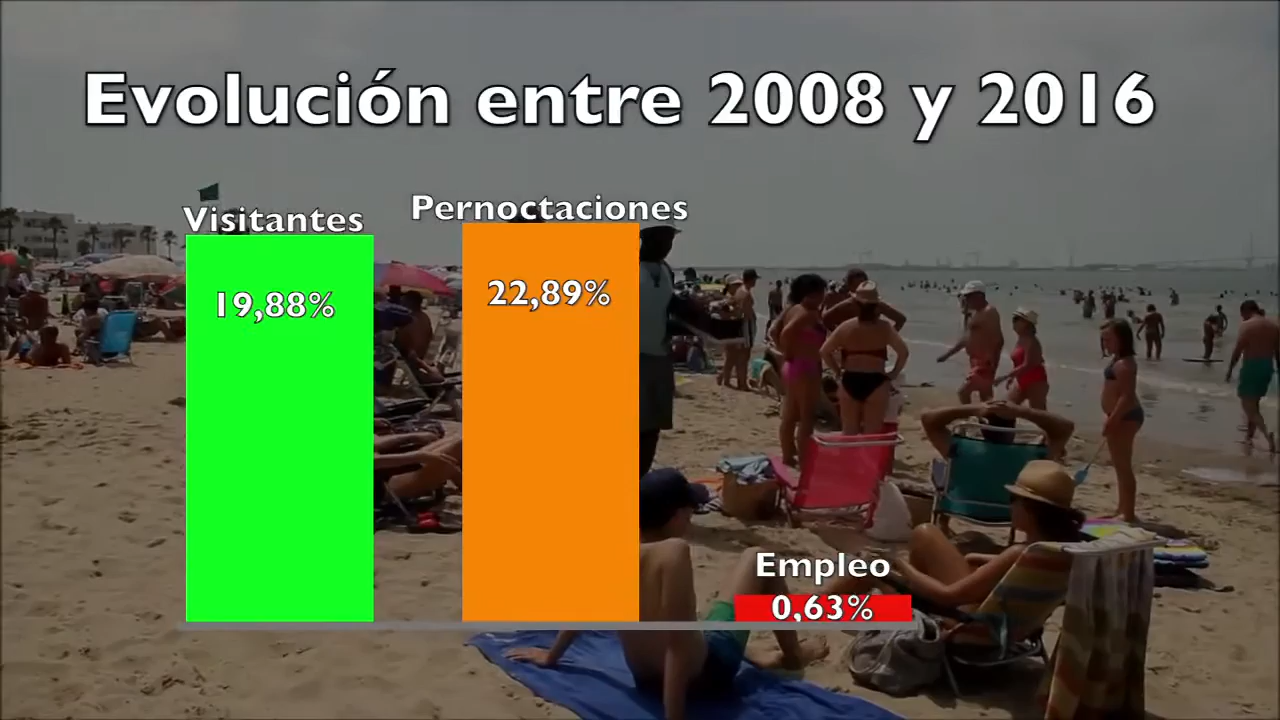 Evolución entre 2008 y 2016
Visitantes
19,88%
Pernoctaciones
22,89%
Empleo
0,63%